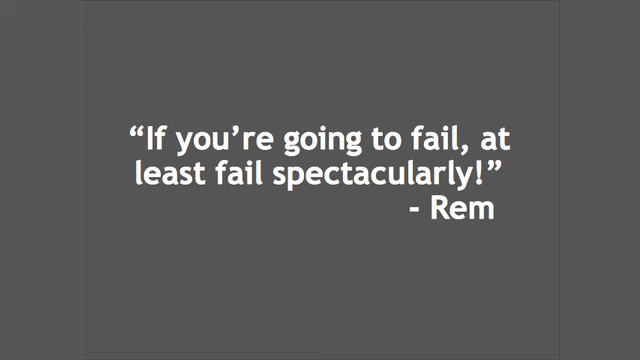 “If you’re going to fail, at
least fail spectacularly!”
- Rem